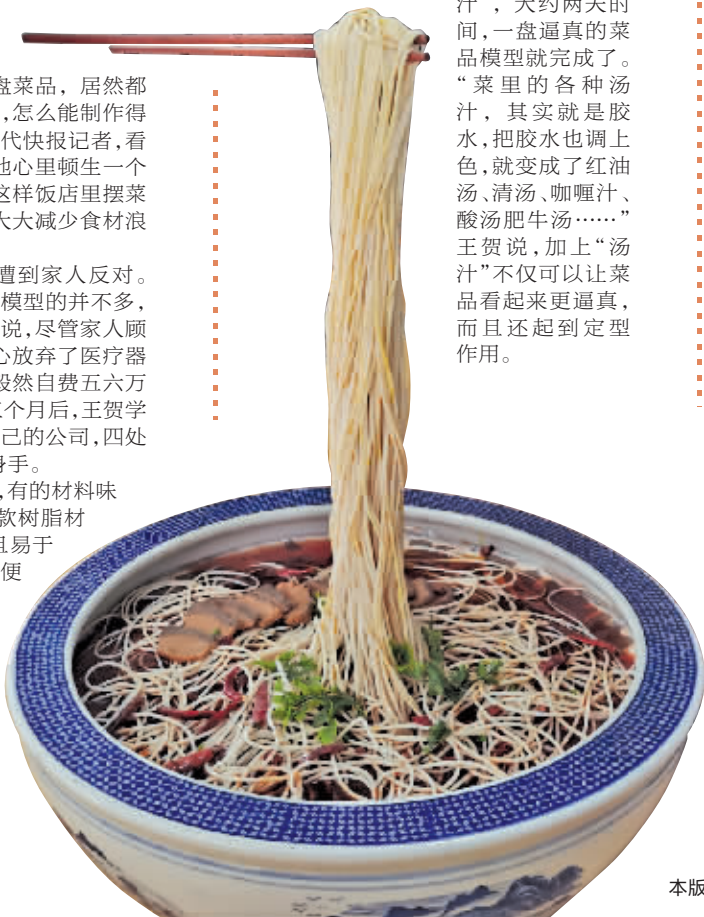 盘菜品，居然都
，怎么能制作得
代快报记者，看
他心里顿生一个
这样饭店里摆菜
大大减少食材浪
遭到家人反对。
模型的并不多，
说，尽管家人顾
心放弃了医疗器
毅然自费五六万
个月后，王贺学
己的公司，四处
身手。
，有的材料味
款树脂材
且易于
便
汁”，大约两天的
间，一盘逼真的菜
品模型就完成了。
“菜里的各种汤
汁，其实就是胶
水，把胶水也调上
色，就变成了红油
汤、清汤、咖喱汁、
酸汤肥牛汤……”
王贺说，加上“汤
汁”不仅可以让菜
品看起来更逼真，
而且还起到定型
作用。
本版